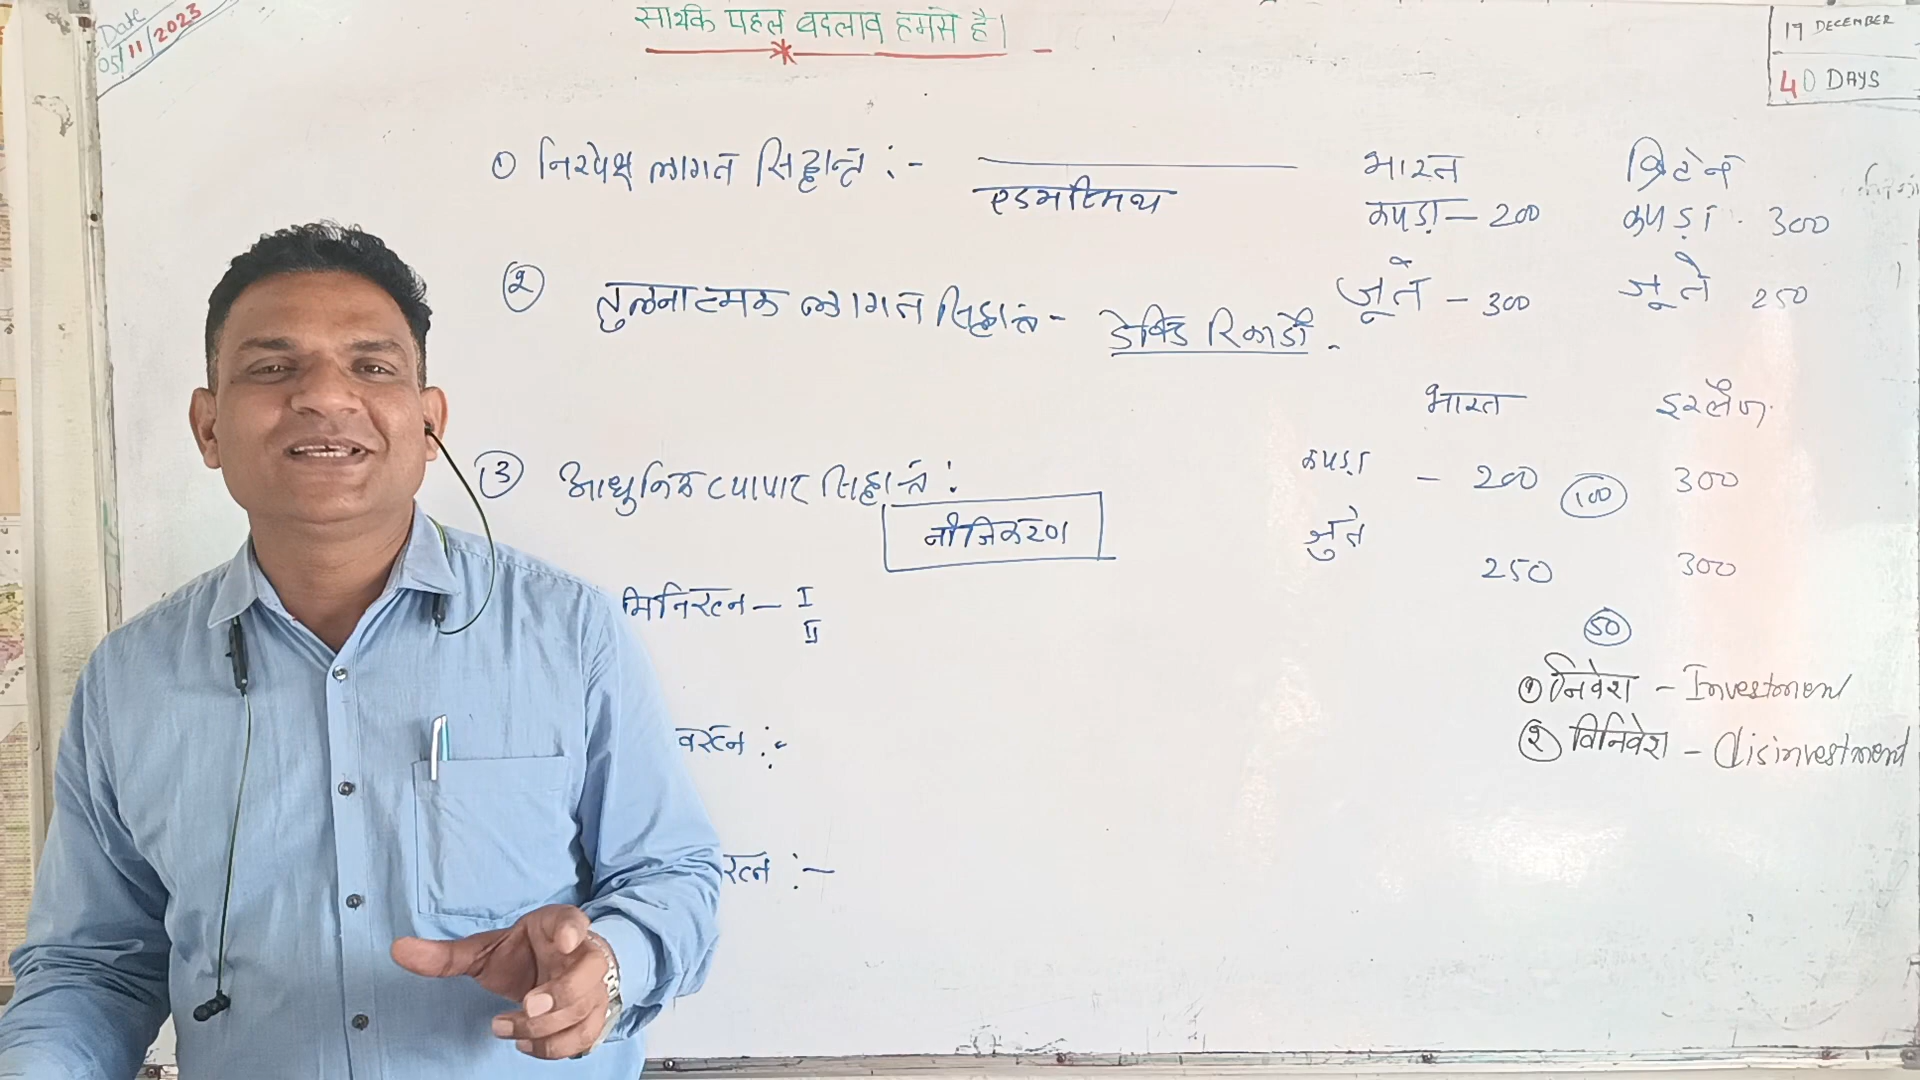 Date
05/11/2023
सार्थक पहल बदलाव हमसे है।
17 DECEMBER
40 DAYS
① निरपेक्ष लागत सिद्धान्त :-
एडमस्मिथ
भारत ब्रिटेन
कपड़ा - 200 कपड़ा - 300
जूते - 300 जूते 250
② तुलनात्मक लागत सिद्धांत - डेविड रिकार्डो -
भारत इग्लैण्ड
कपड़ा - 200 100 300
जुते 250 300
50
③ आधुनिक व्यापार सिद्धान्त :
नीजिकरण
मिनिरत्न - I
II
वरत्न :-
रत्न :-
① निवेश - Investment
② विनिवेश - disinvestment